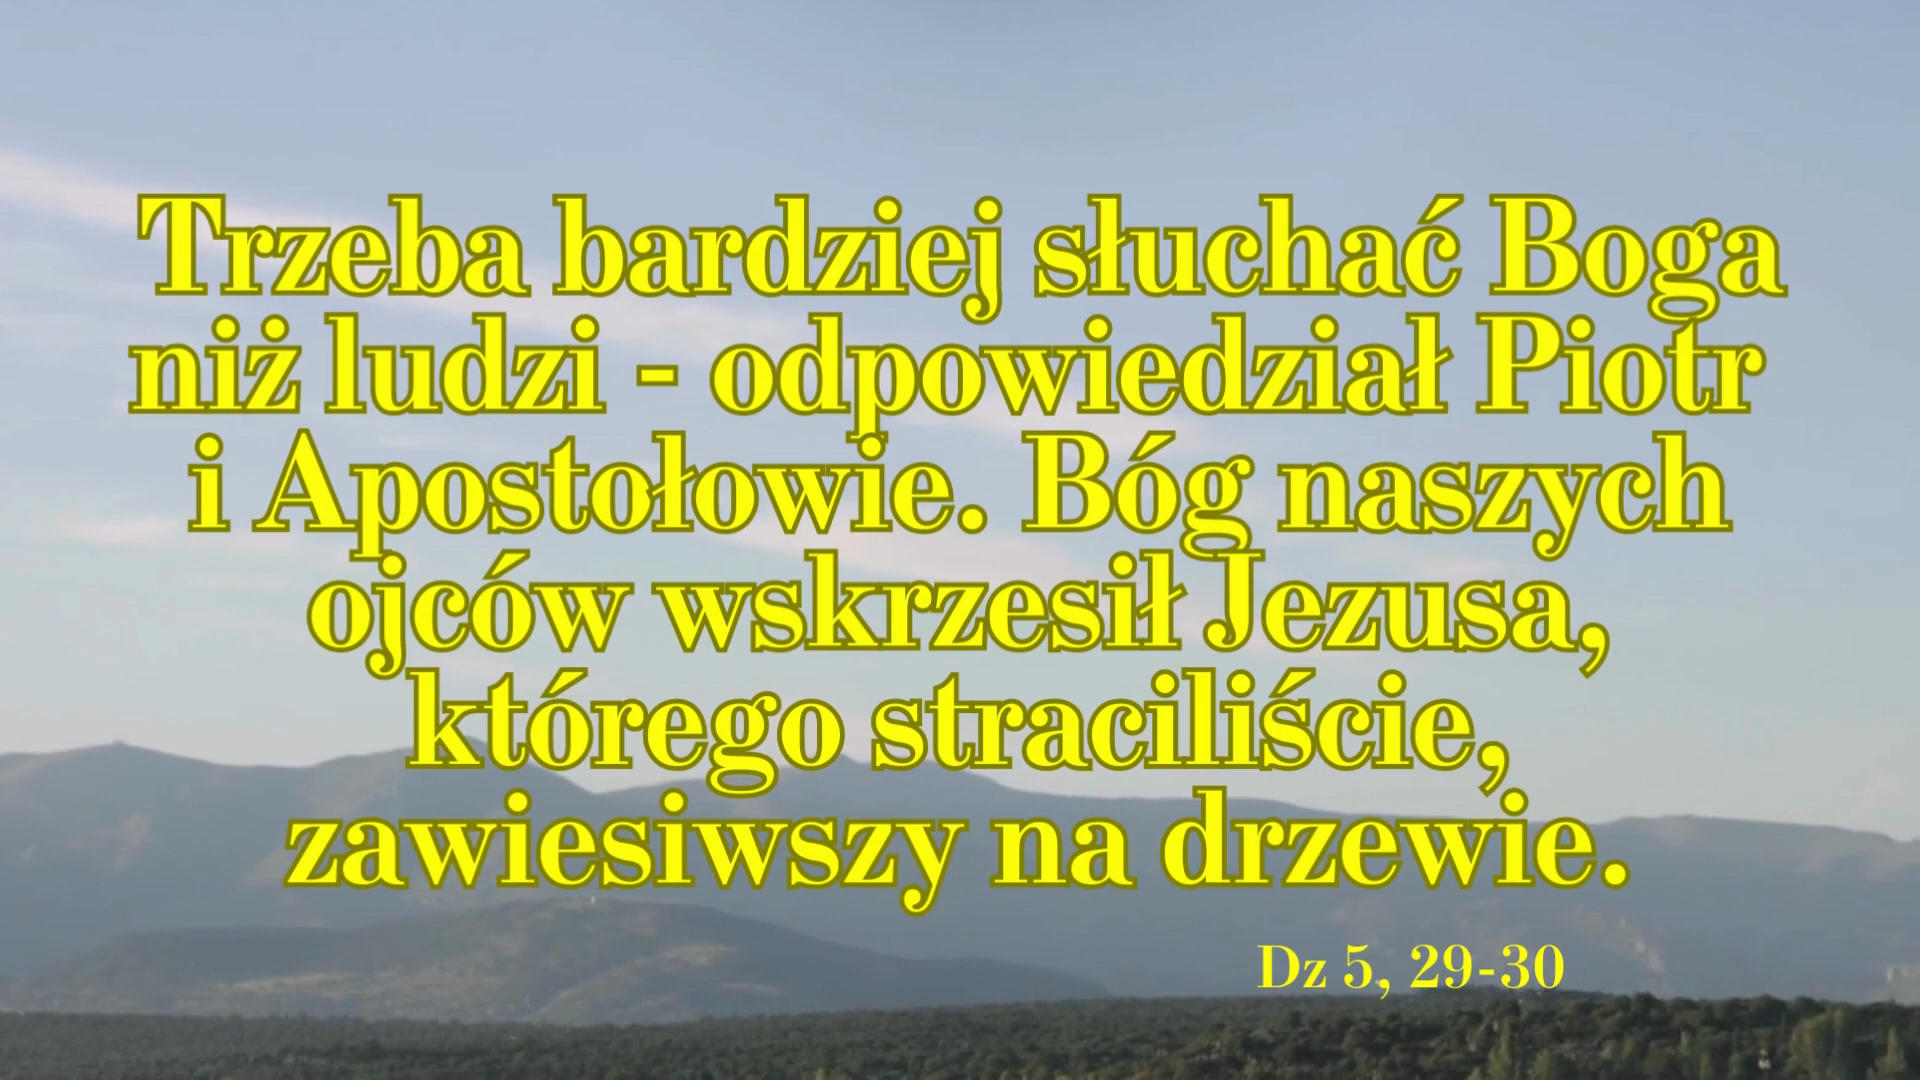 Trzeba bardziej słuchać Boga
niż ludzi - odpowiedział Piotr
i Apostołowie. Bóg naszych
ojców wskrzesił Jezusa,
którego straciliście,
zawiesiwszy na drzewie.
Dz 5, 29-30